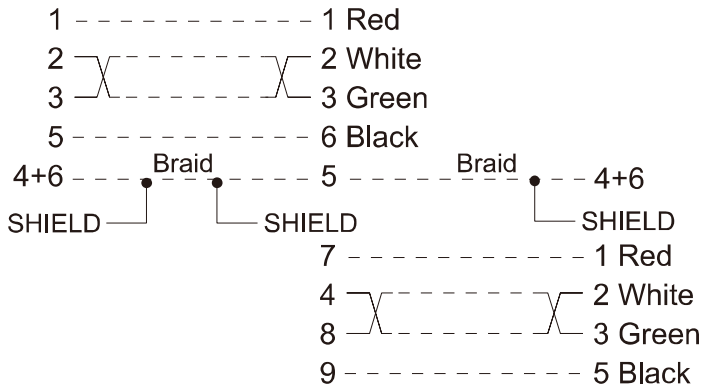 1 1 Red
2 2 White
3 3 Green
5 6 Black
4+6 Braid 5 Braid 4+6
SHIELD SHIELD SHIELD
7 1 Red
4 2 White
8 3 Green
9 5 Black